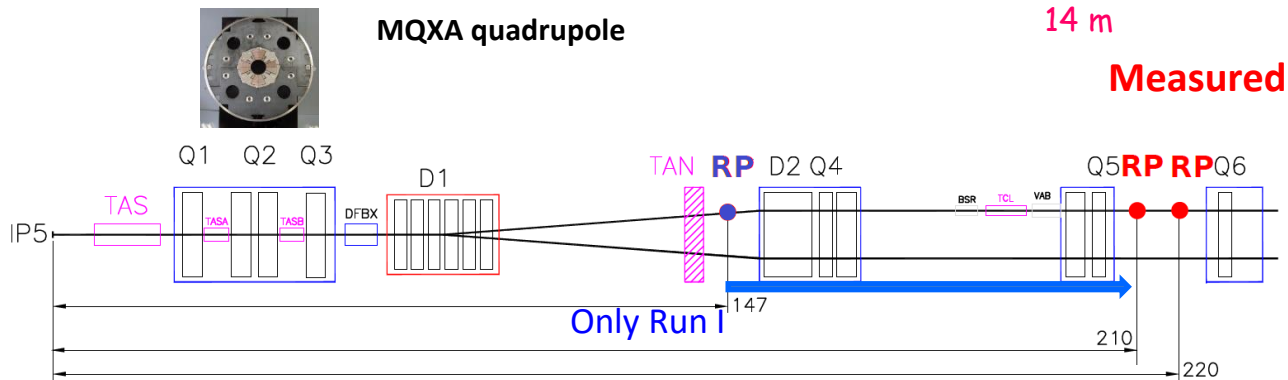 MQXA quadrupole
14 m
Measured
Q1 Q2 Q3 D1 TAN RP D2 Q4 Q5 RP RP Q6
TAS TASA TASB DFBX BSR TCL VAB
IP5
147
Only Run I
210
220